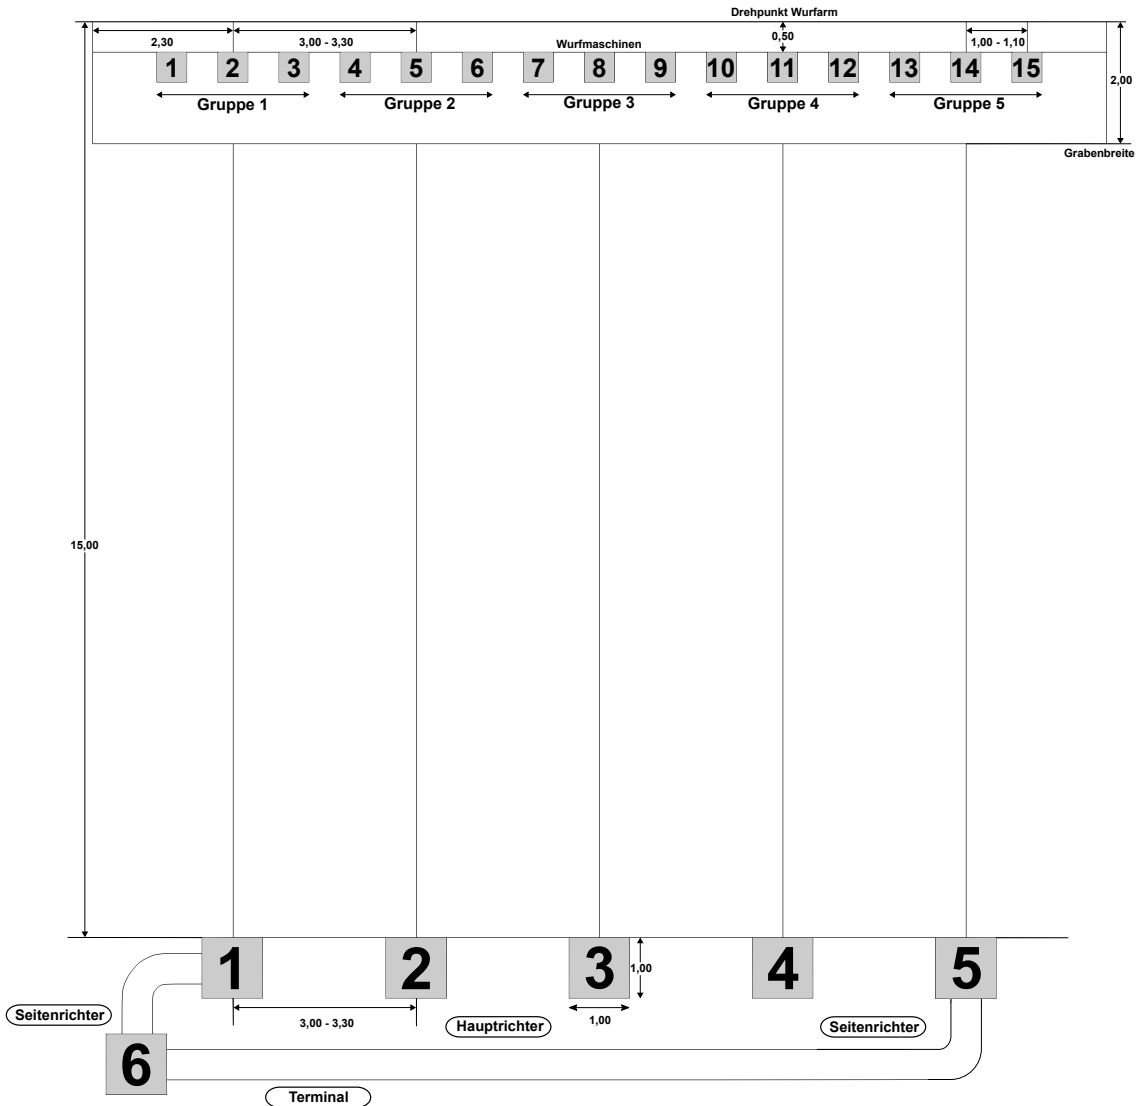 Drehpunkt Wurfarm
2,30
3,00 - 3,30
Wurfmaschinen
0,50
1,00 - 1,10
1 2 3 4 5 6 7 8 9 10 11 12 13 14 15
2,00
Gruppe 1 Gruppe 2 Gruppe 3 Gruppe 4 Gruppe 5
Grabenbreite
15,00
1 2 3 4 5
1,00
Seitenrichter
3,00 - 3,30
Hauptrichter
1,00
Seitenrichter
6
Terminal